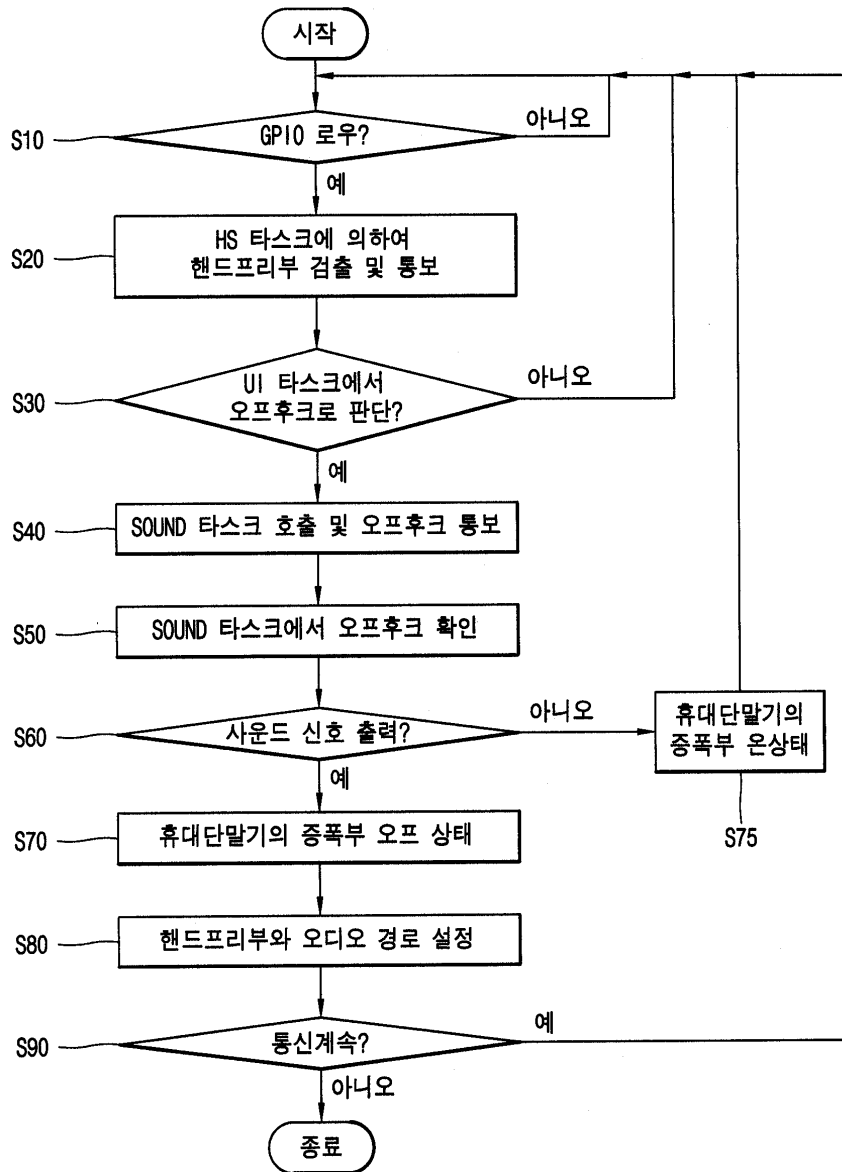 시작
S10
GPIO 로우?
아니오
예
S20
HS 타스크에 의하여
핸드프리부 검출 및 통보
S30
UI 타스크에서
오프후크로 판단?
아니오
예
S40
SOUND 타스크 호출 및 오프후크 통보
S50
SOUND 타스크에서 오프후크 확인
S60
사운드 신호 출력?
아니오
예
휴대단말기의
증폭부 온상태
S75
S70
휴대단말기의 증폭부 오프 상태
S80
핸드프리부와 오디오 경로 설정
S90
통신계속?
예
아니오
종료